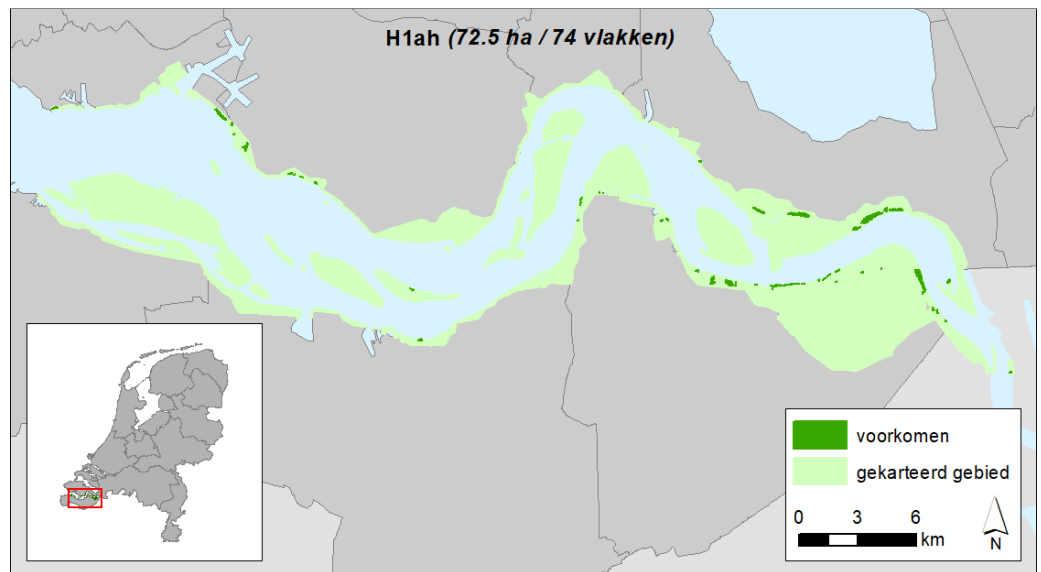 H1ah (72.5 ha / 74 vlakken)
voorkomen
gekarteerd gebied
0 3 6
km
N